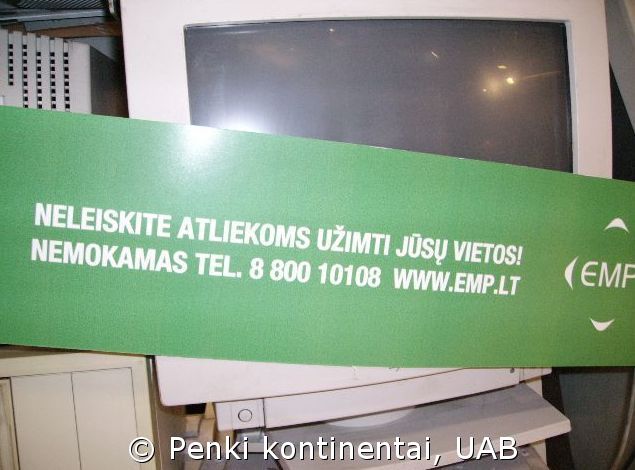 NELEISKITE ATLIEKOMS UŽIMTI JŪSŲ VIETOS!
NEMOKAMAS TEL. 8 800 10108 WWW.EMP.LT
EMP
© Penki kontinentai, UAB